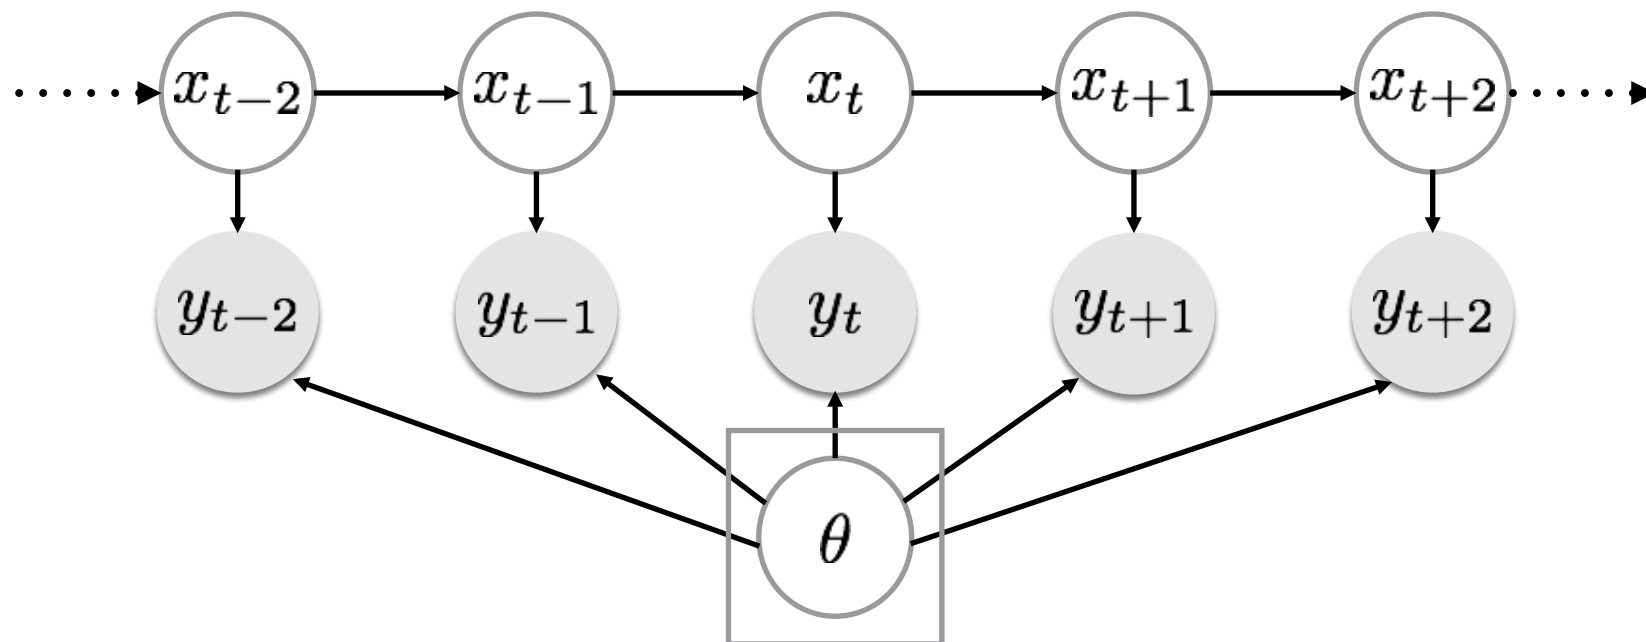 x_{t-2} x_{t-1} x_t x_{t+1} x_{t+2}
y_{t-2} y_{t-1} y_t y_{t+1} y_{t+2}
θ